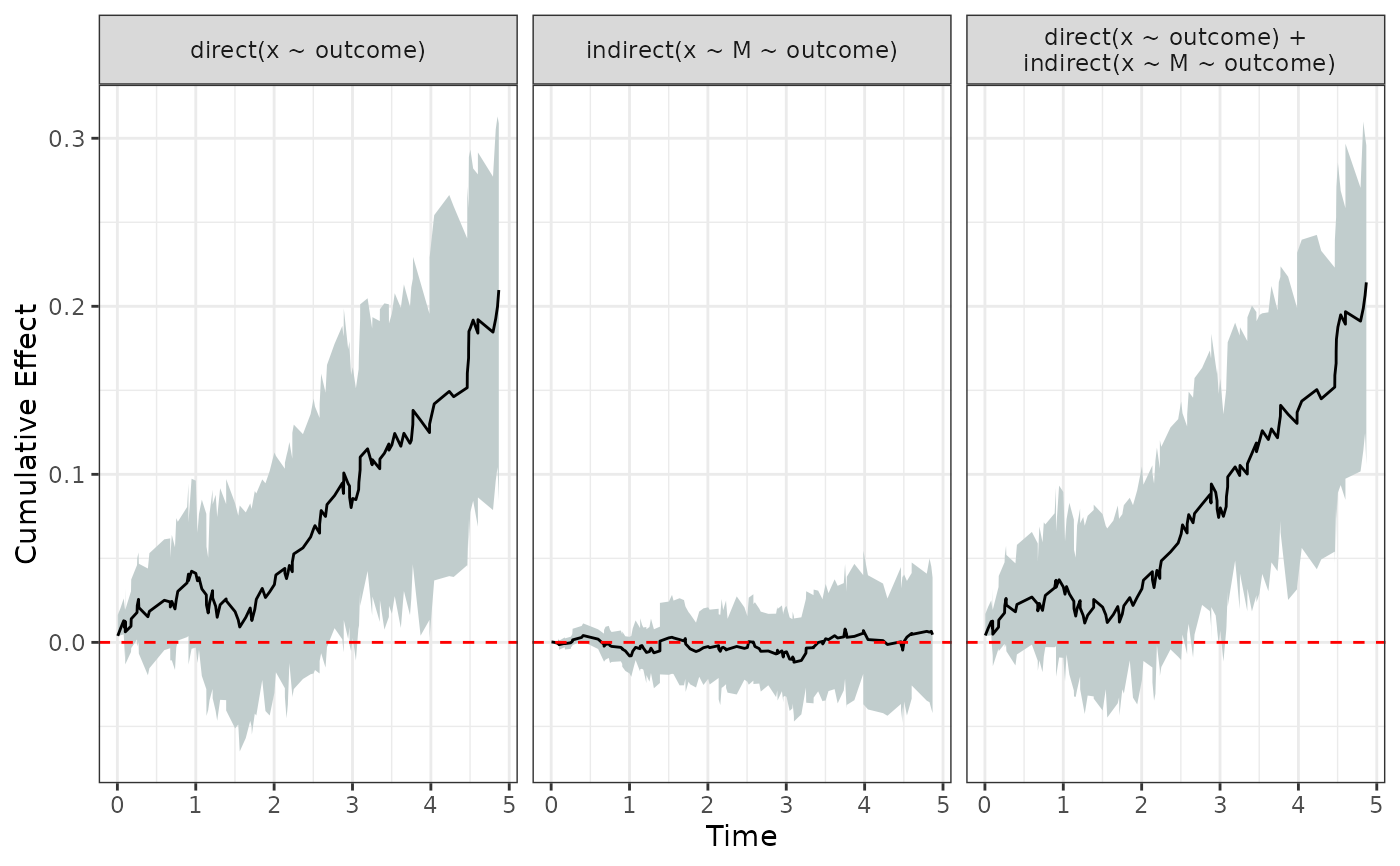 direct(x ~ outcome)
indirect(x ~ M ~ outcome)
direct(x ~ outcome) +
indirect(x ~ M ~ outcome)
Cumulative Effect
0.3
0.2
0.1
0.0
0 1 2 3 4 5
0 1 2 3 4 5
0 1 2 3 4 5
Time